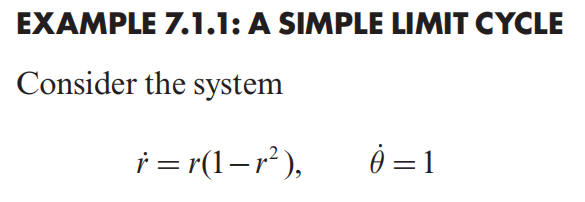 EXAMPLE 7.1.1: A SIMPLE LIMIT CYCLE
Consider the system
ṙ = r(1−r²), θ̇ = 1